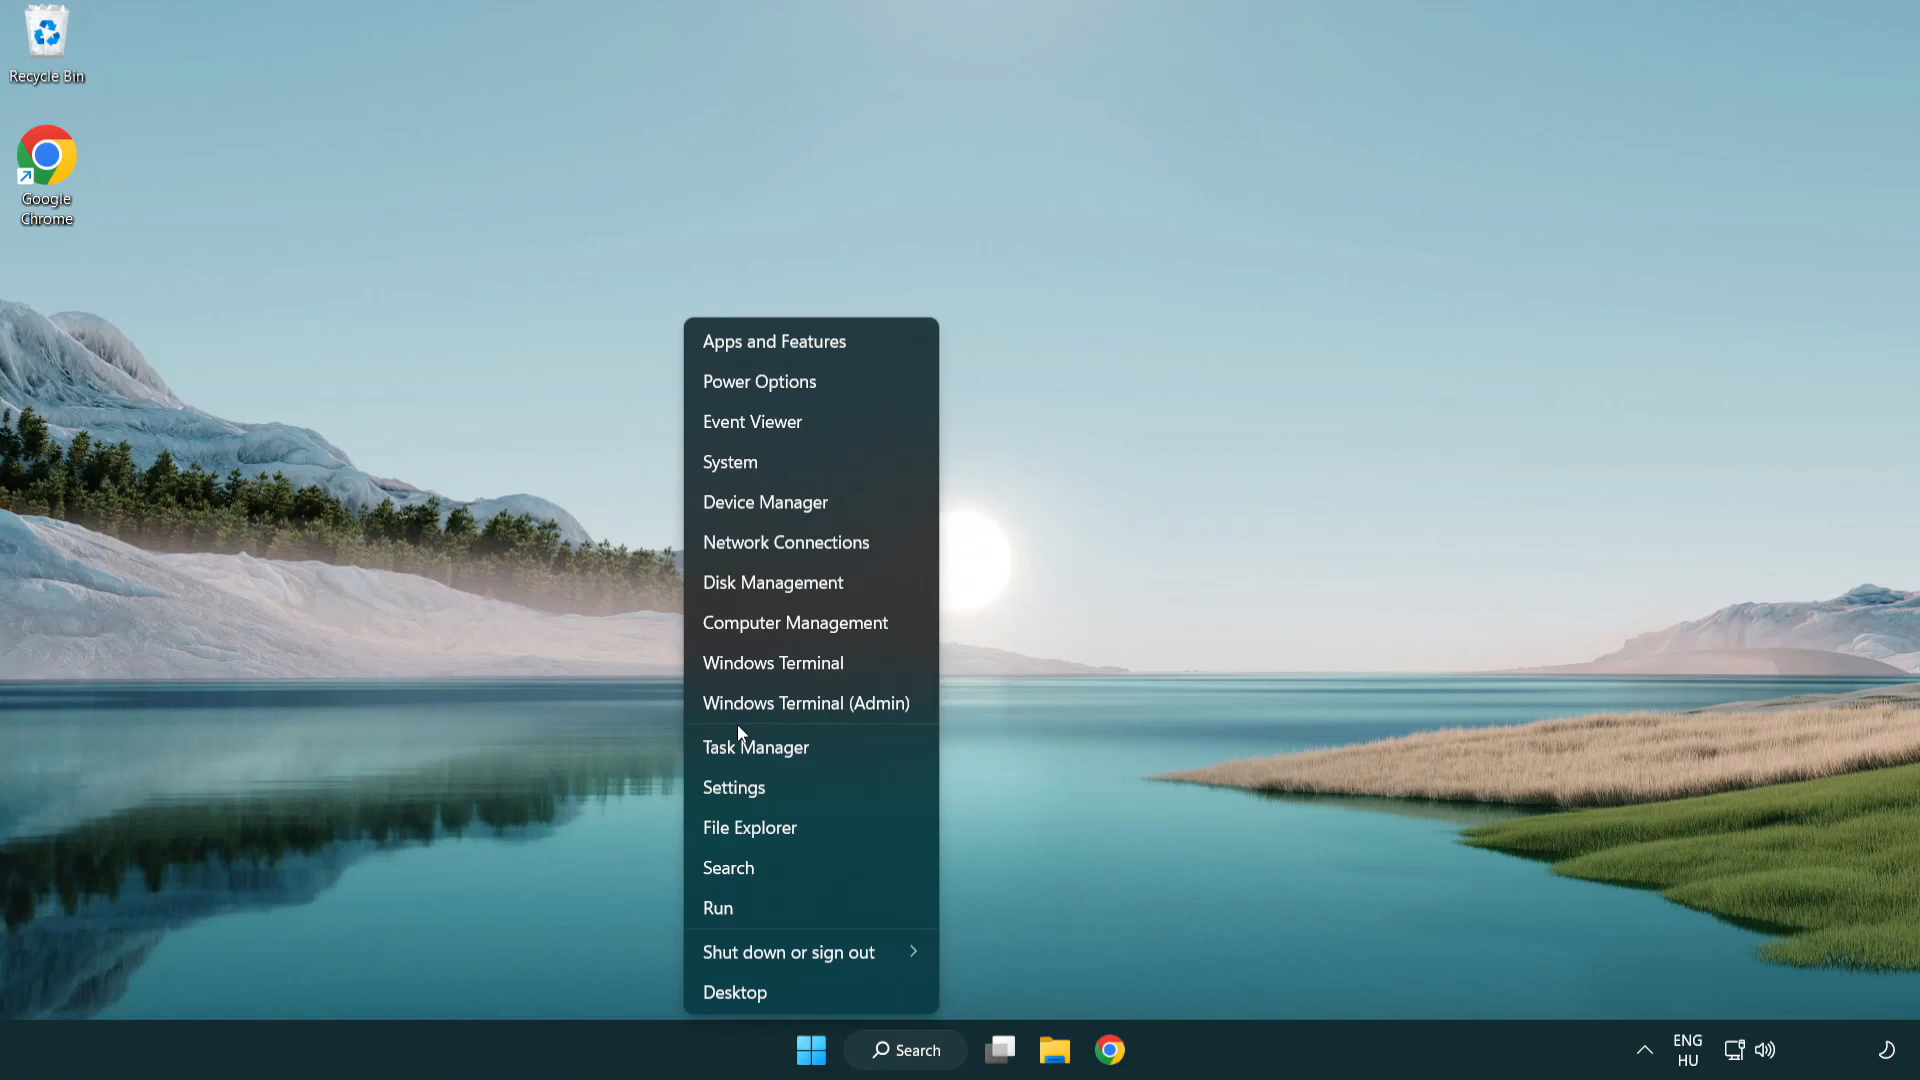 Recycle Bin
Google
Chrome
Apps and Features
Power Options
Event Viewer
System
Device Manager
Network Connections
Disk Management
Computer Management
Windows Terminal
Windows Terminal (Admin)
Task Manager
Settings
File Explorer
Search
Run
Shut down or sign out
Desktop
Search
ENG
HU